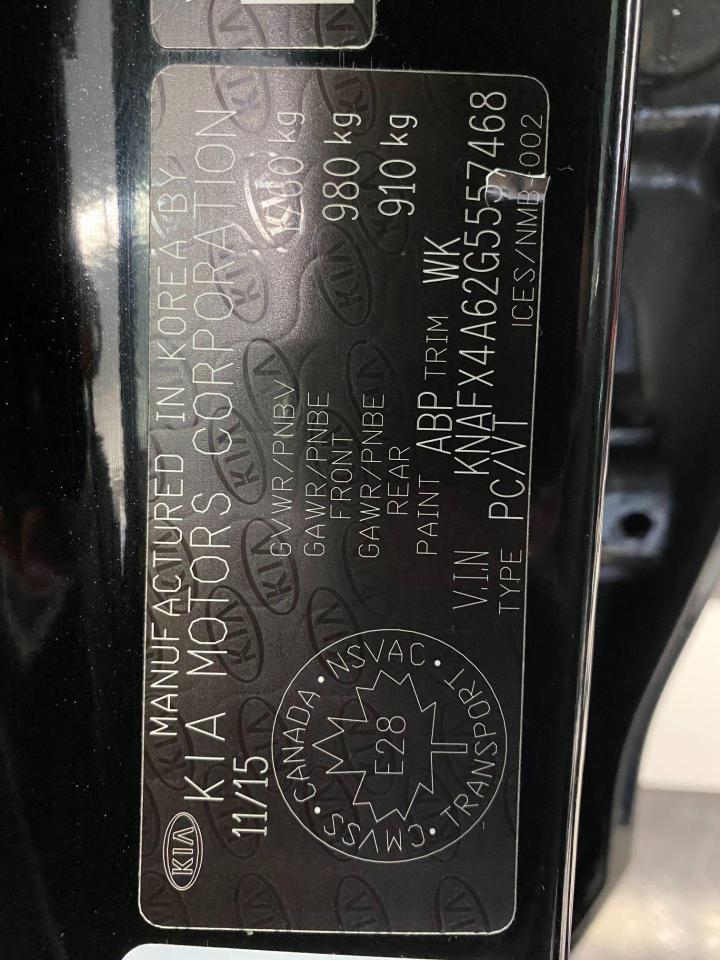 KIA
MANUFACTURED IN KOREA BY
KIA MOTORS CORPORATION
11/15
GVWR/PNBV 1760 kg
GAWR/PNBE FRONT 980 kg
GAWR/PNBE REAR 910 kg
PAINT ABP TRIM WK
V.I.N KNAFX4A62G5557468
TYPE PC/VT ICES/NMB-002
CMVSS · CANADA · NSVAC · TRANSPORT ·
E28